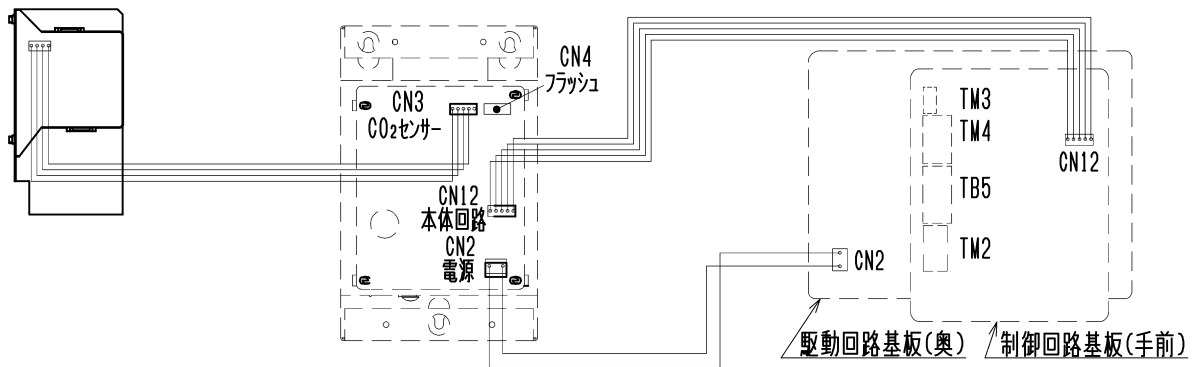 CN4
フラッシュ
CN3
CO₂センサー
CN12
本体回路
CN2
電源
TM3
TM4
CN12
TB5
TM2
CN2
駆動回路基板(奥)
制御回路基板(手前)